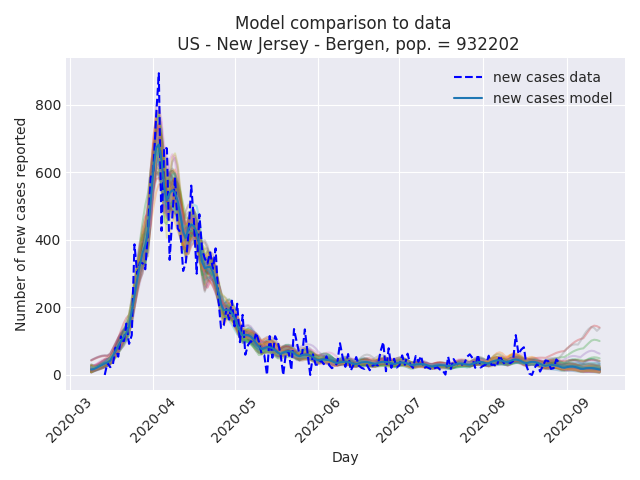 Model comparison to data
US - New Jersey - Bergen, pop. = 932202
new cases data
new cases model
Number of new cases reported
800
600
400
200
0
2020-03
2020-04
2020-05
2020-06
2020-07
2020-08
2020-09
Day